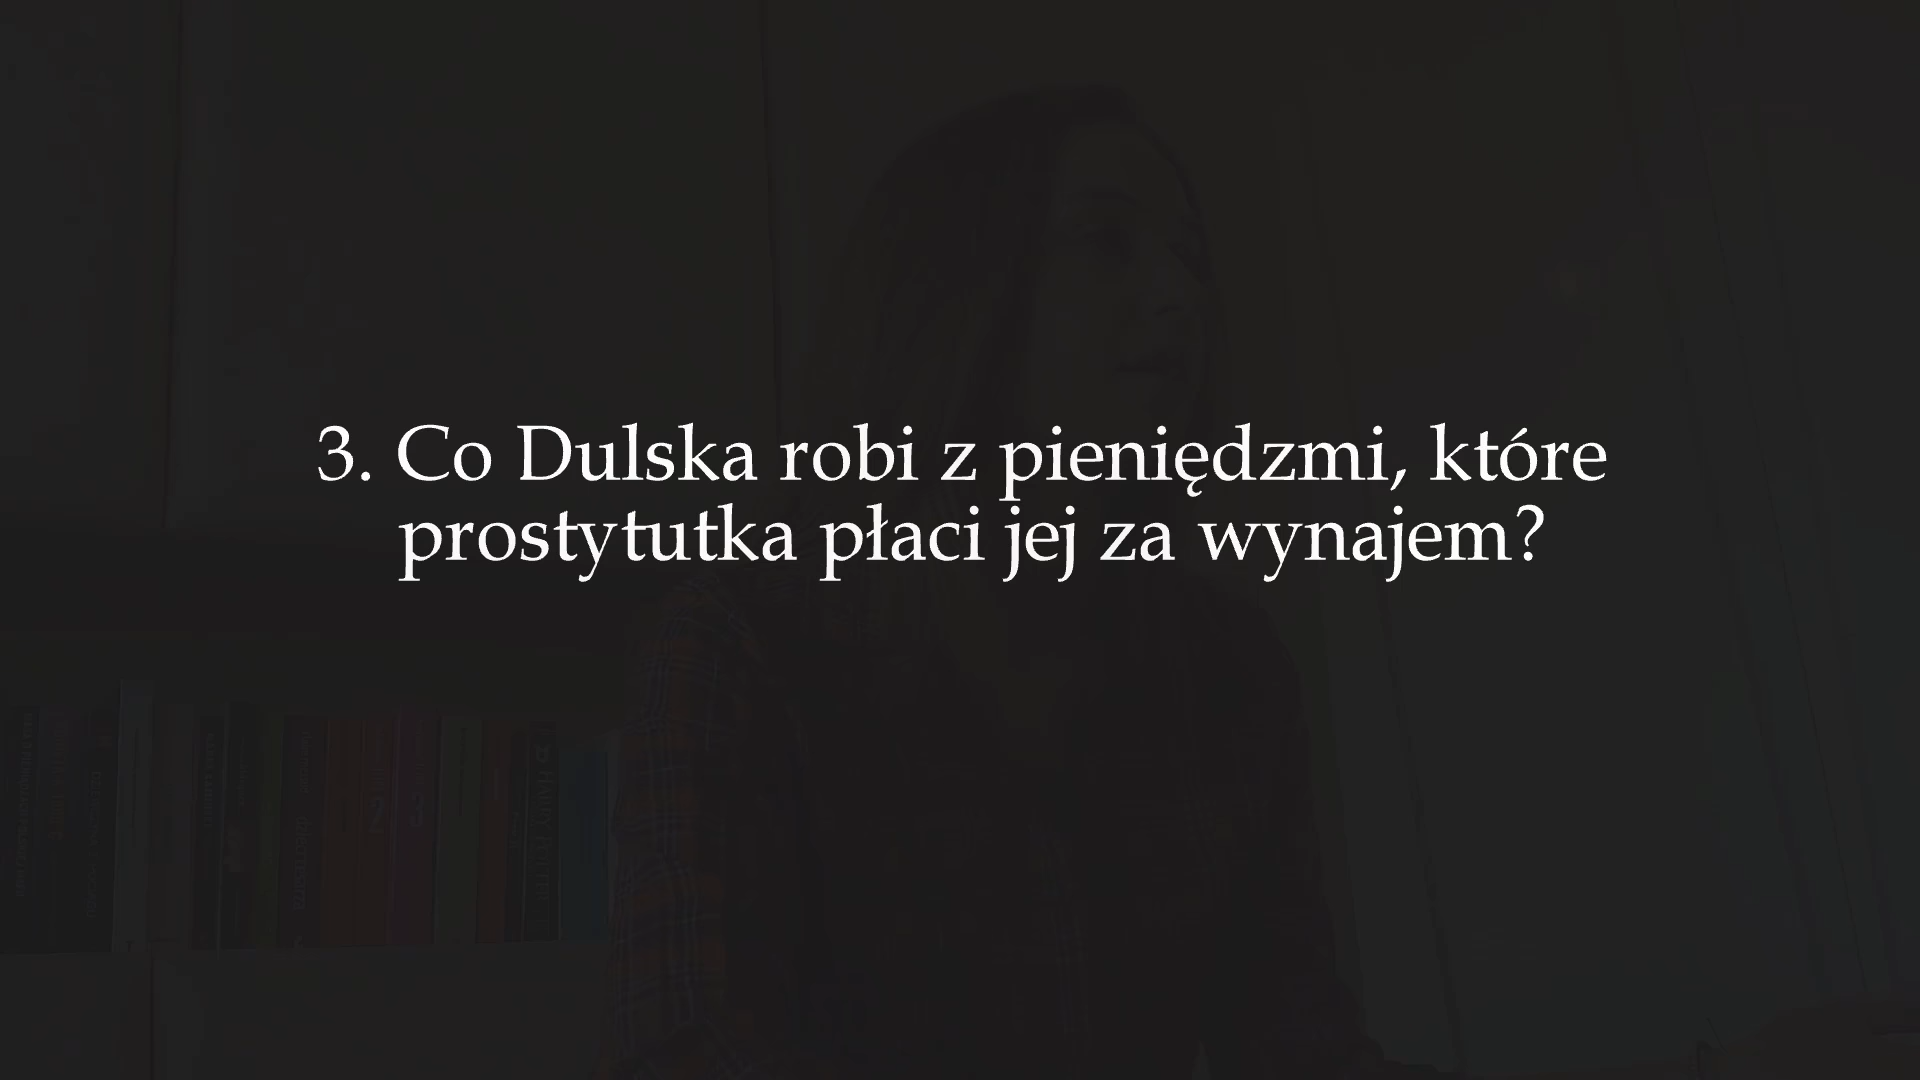 3. Co Dulska robi z pieniędzmi, które
prostytutka płaci jej za wynajem?